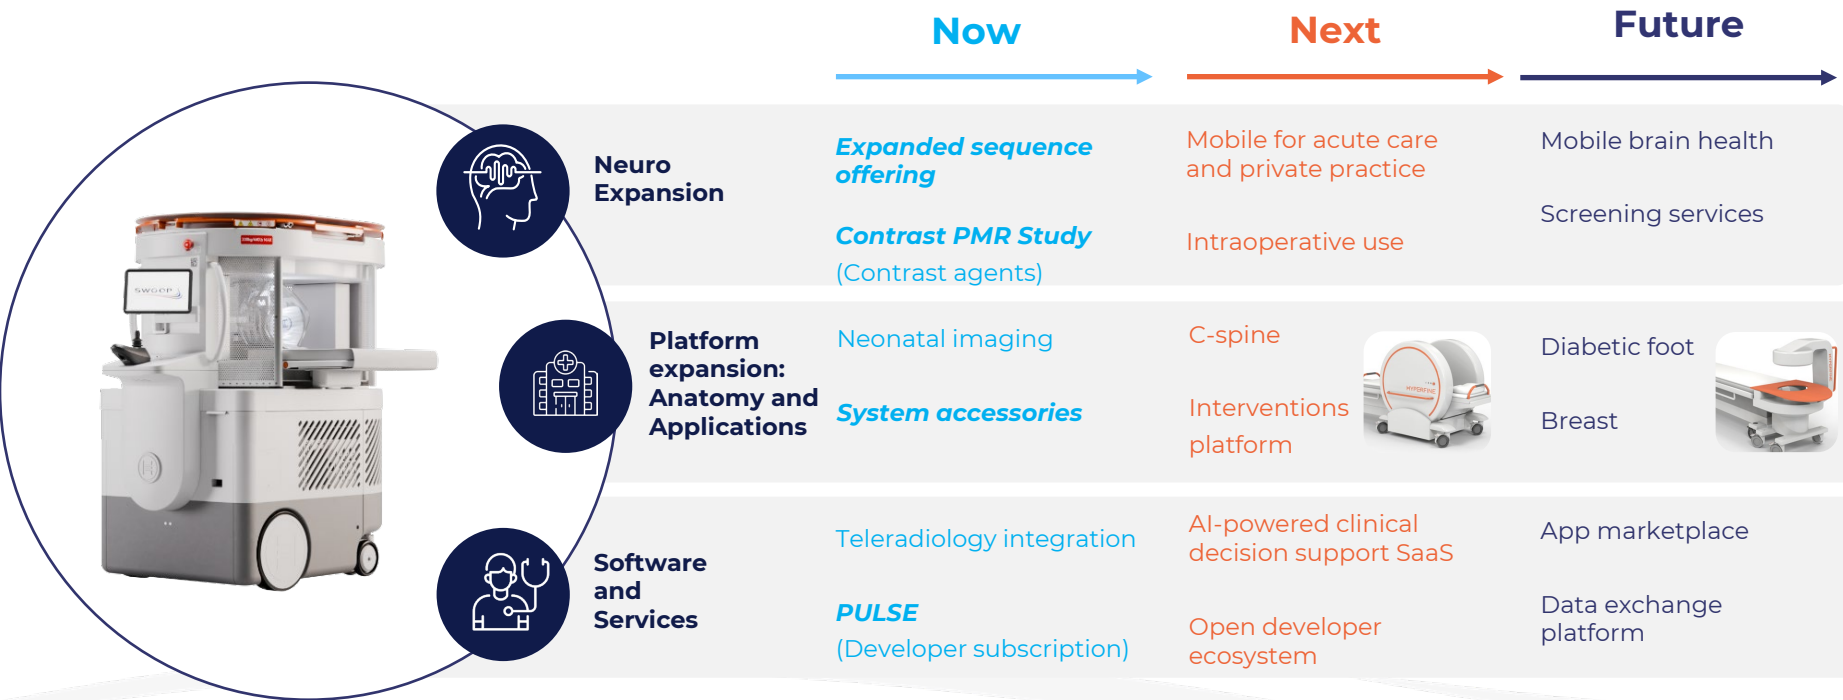 Now
Next
Future
Neuro
Expansion
Expanded sequence
offering
Contrast PMR Study
(Contrast agents)
Mobile for acute care
and private practice
Intraoperative use
Mobile brain health
Screening services
Platform
expansion:
Anatomy and
Applications
Neonatal imaging
System accessories
C-spine
Interventions
platform
HYPERFINE
Diabetic foot
Breast
Software
and
Services
Teleradiology integration
PULSE
(Developer subscription)
AI-powered clinical
decision support SaaS
Open developer
ecosystem
App marketplace
Data exchange
platform
swoop